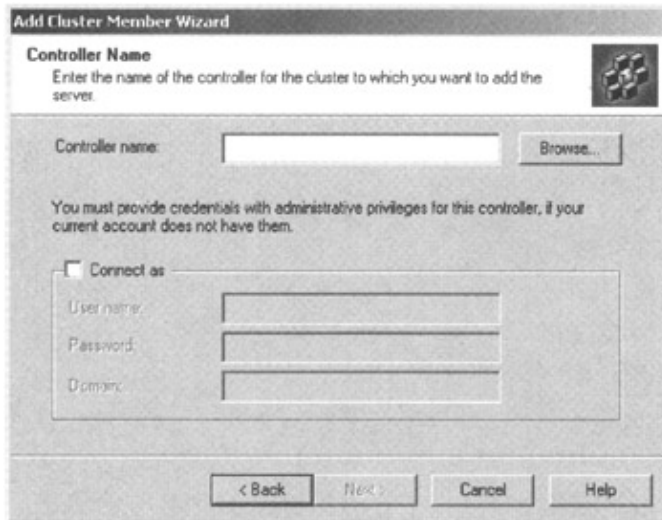 Add Cluster Member Wizard
Controller Name
Enter the name of the controller for the cluster to which you want to add the
server.
Controller name:
Browse...
You must provide credentials with administrative privileges for this controller, if your
current account does not have them.
Connect as
User name:
Password:
Domain:
< Back
Next >
Cancel
Help